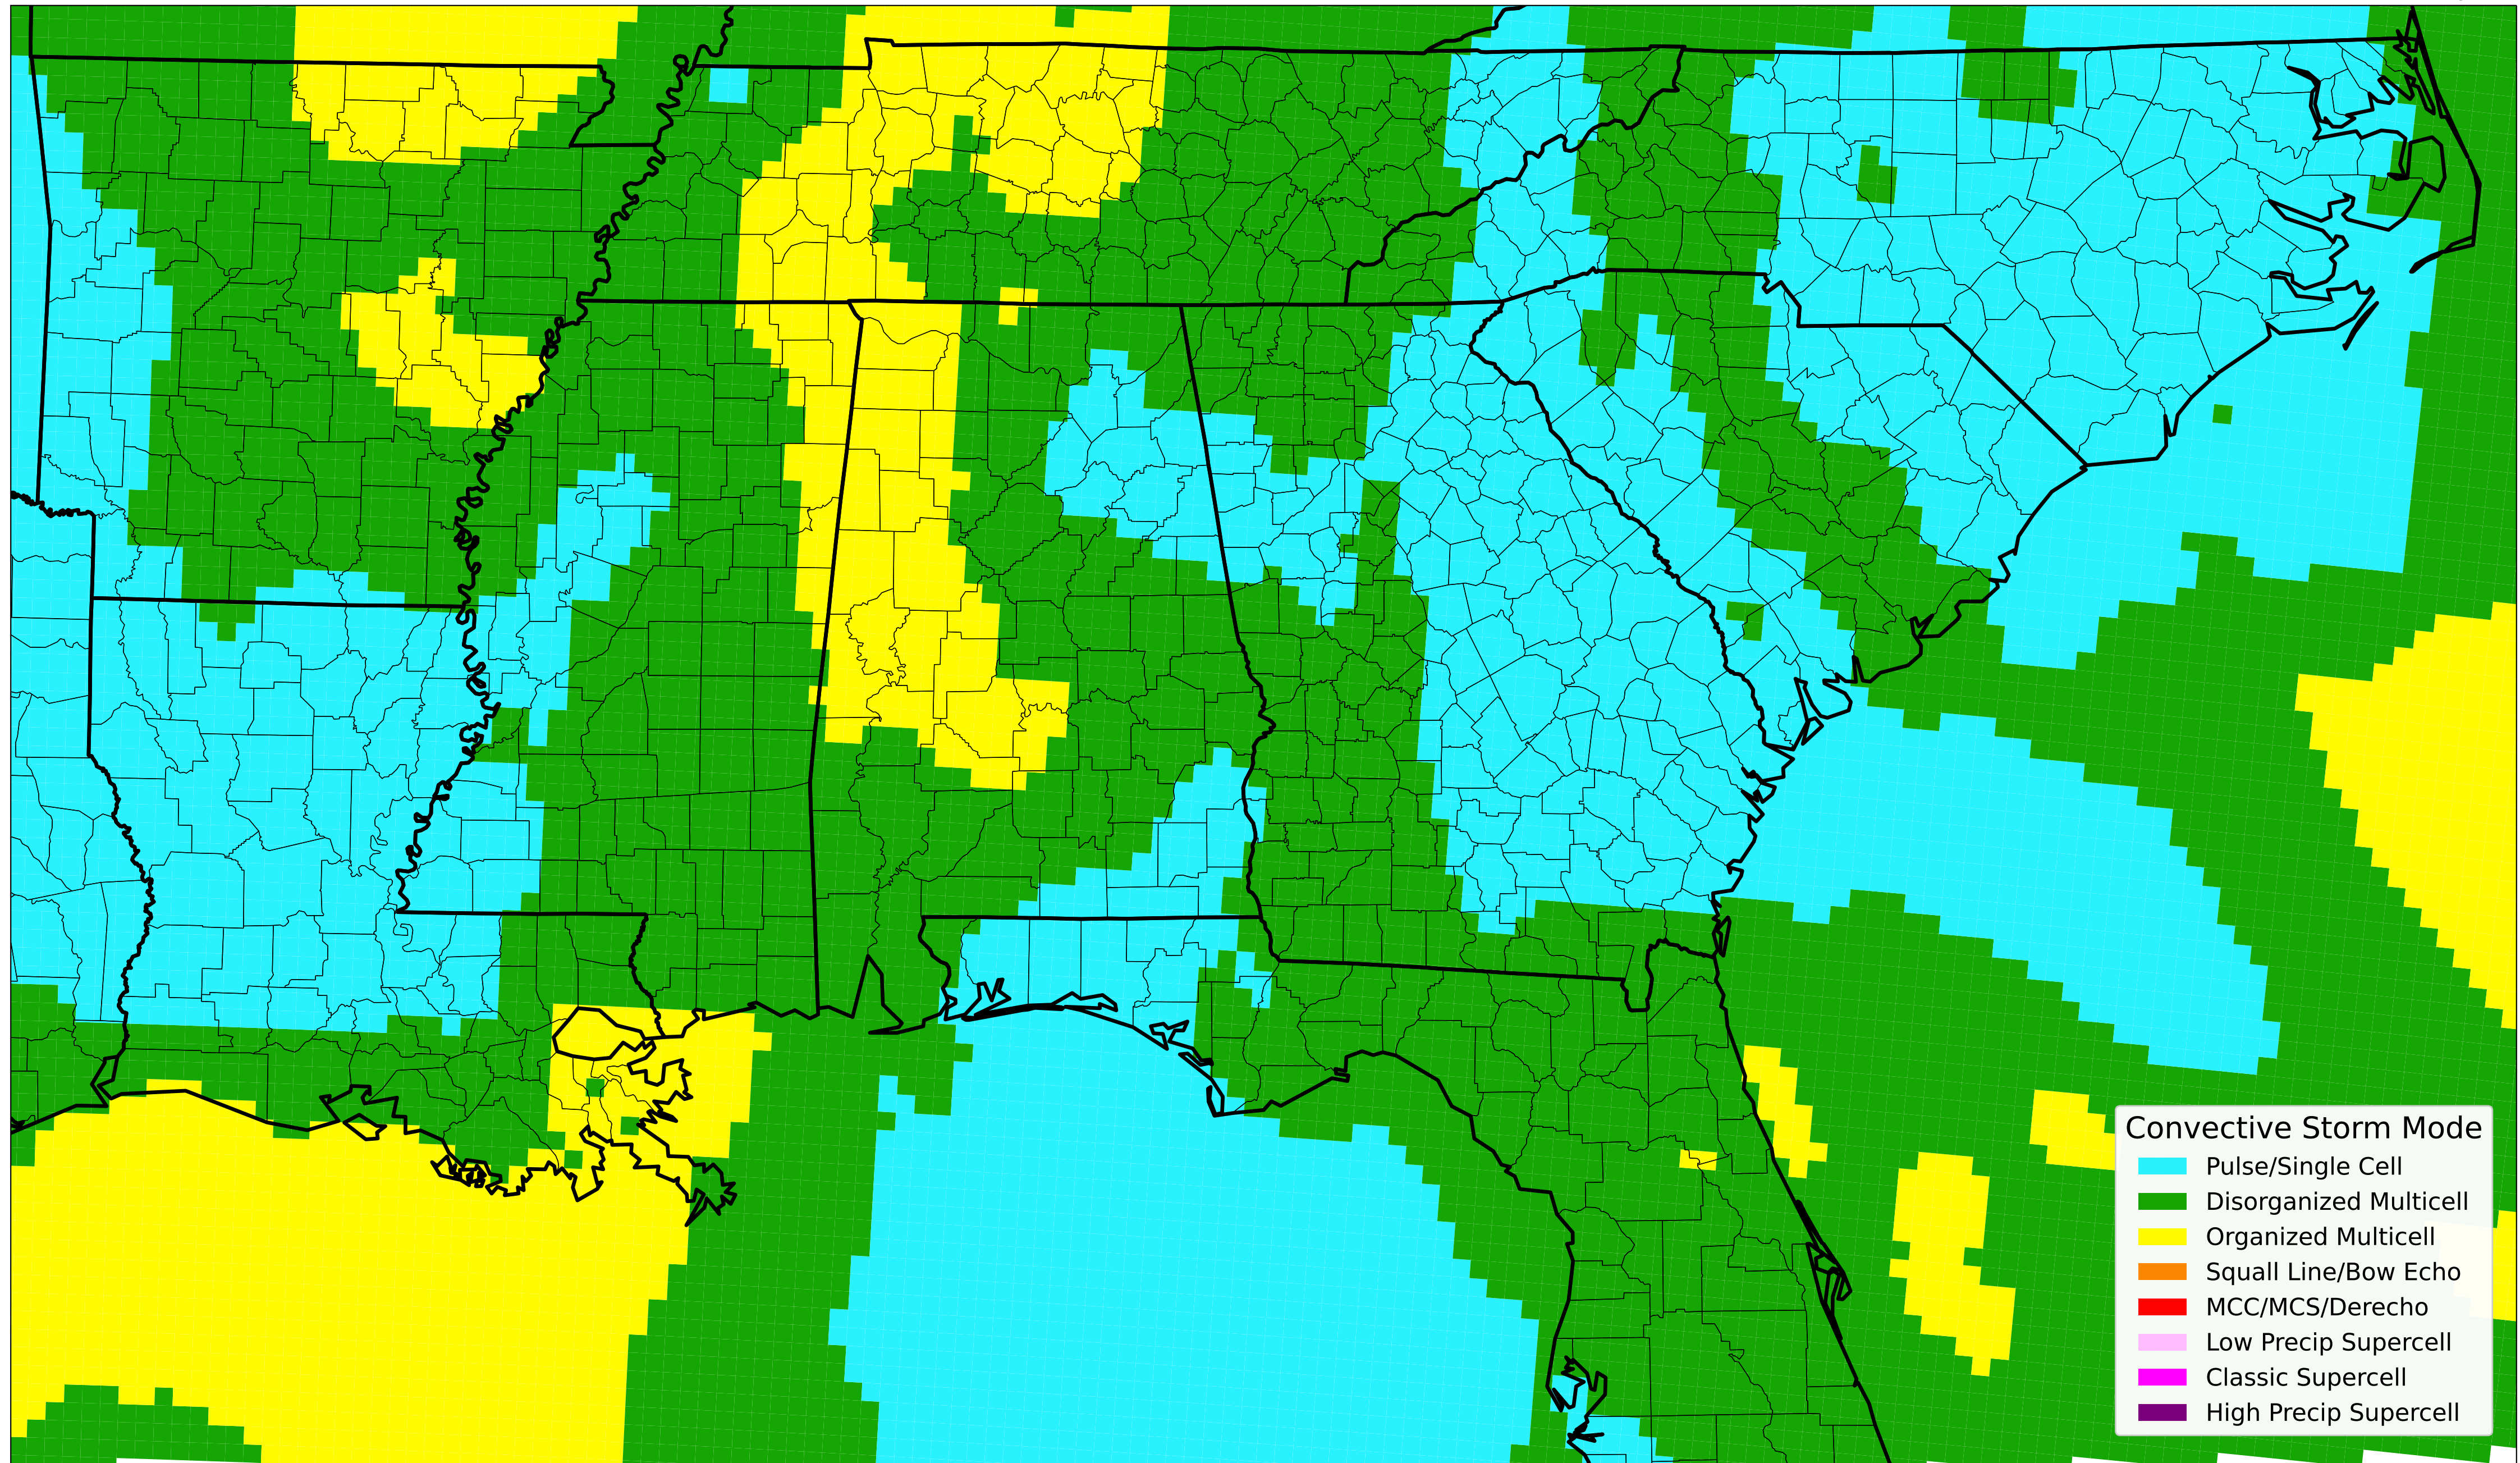 Convective Storm Mode
Pulse/Single Cell
Disorganized Multicell
Organized Multicell
Squall Line/Bow Echo
MCC/MCS/Derecho
Low Precip Supercell
Classic Supercell
High Precip Supercell